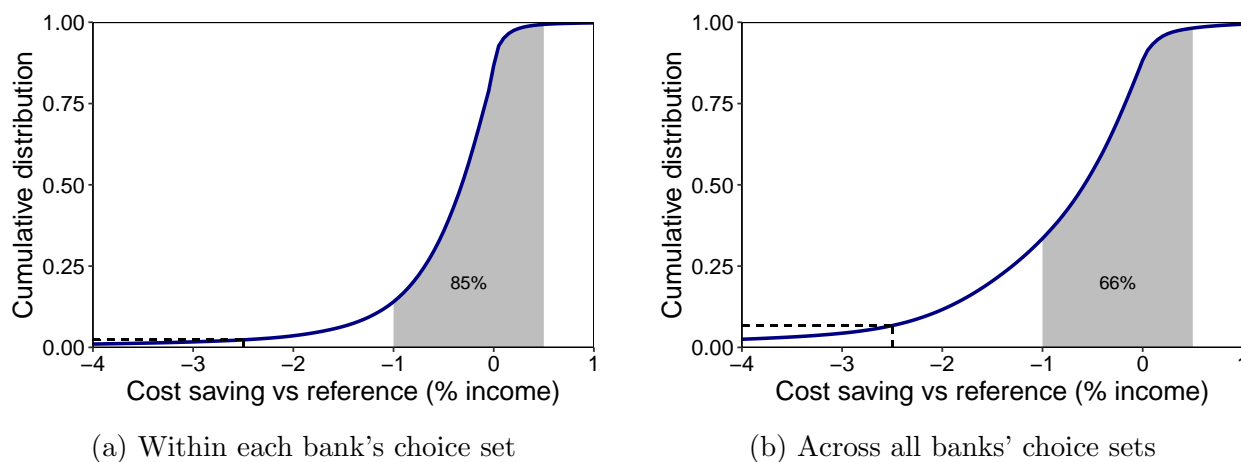 1.00
0.75
0.50
0.25
0.00
Cumulative distribution
85%
−4 −3 −2 −1 0 1
Cost saving vs reference (% income)
(a) Within each bank's choice set
1.00
0.75
0.50
0.25
0.00
Cumulative distribution
66%
−4 −3 −2 −1 0 1
Cost saving vs reference (% income)
(b) Across all banks' choice sets